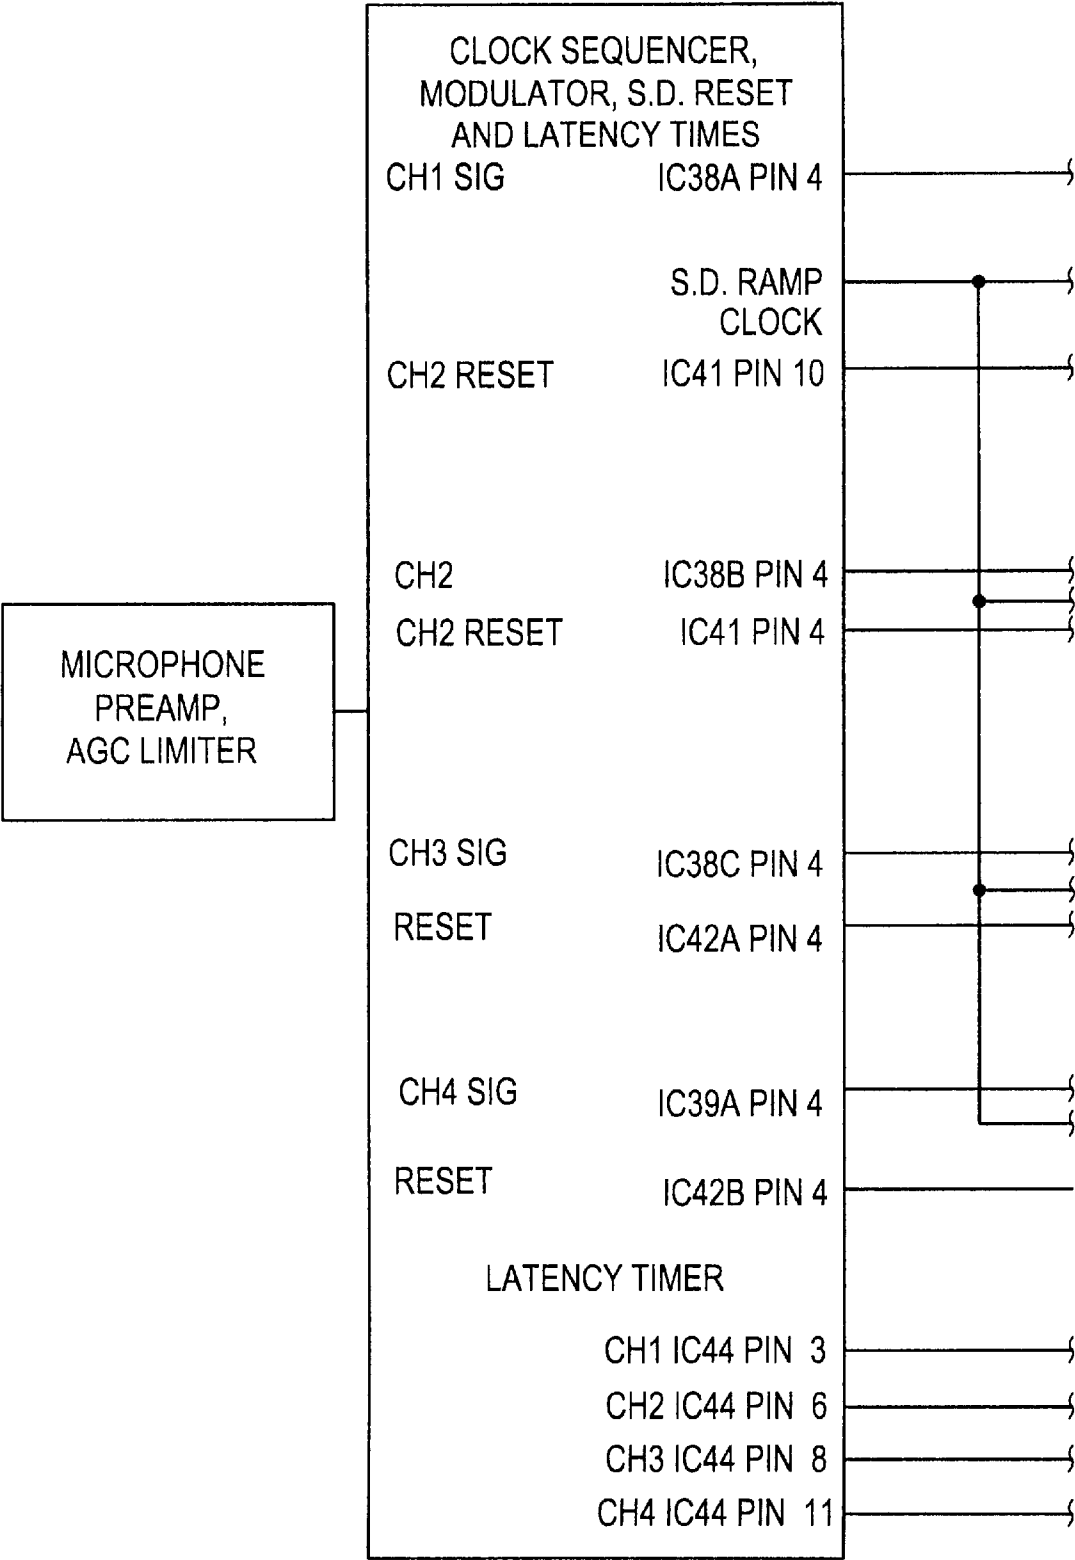 CLOCK SEQUENCER,
MODULATOR, S.D. RESET
AND LATENCY TIMES
CH1 SIG IC38A PIN 4
S.D. RAMP
CLOCK
CH2 RESET IC41 PIN 10
CH2 IC38B PIN 4
CH2 RESET IC41 PIN 4
MICROPHONE
PREAMP,
AGC LIMITER
CH3 SIG IC38C PIN 4
RESET IC42A PIN 4
CH4 SIG IC39A PIN 4
RESET IC42B PIN 4
LATENCY TIMER
CH1 IC44 PIN 3
CH2 IC44 PIN 6
CH3 IC44 PIN 8
CH4 IC44 PIN 11